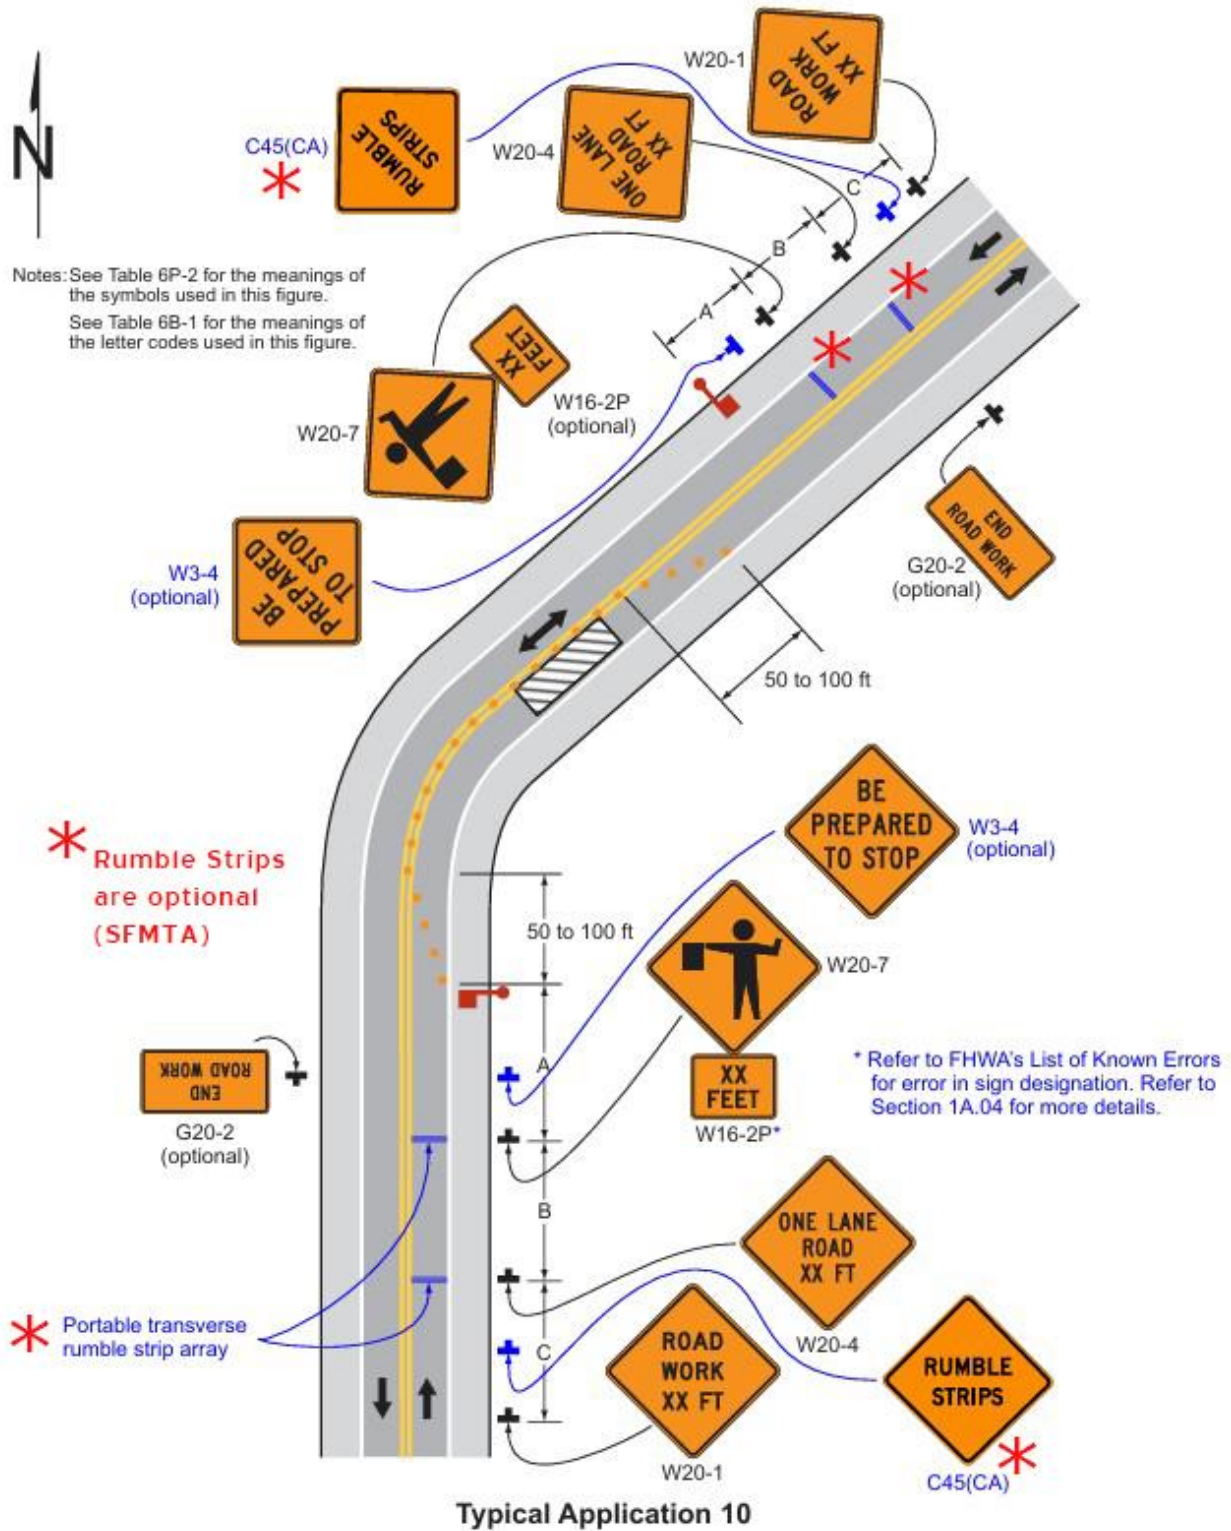 W20-1
ROAD
WORK
XX FT
N
C45(CA)
RUMBLE
STRIPS
W20-4
ONE LANE
ROAD
XX FT
C
B
A
Notes: See Table 6P-2 for the meanings of
the symbols used in this figure.
See Table 6B-1 for the meanings of
the letter codes used in this figure.
XX
FEET
W16-2P
(optional)
W20-7
W3-4
(optional)
BE
PREPARED
TO STOP
END
ROAD WORK
G20-2
(optional)
50 to 100 ft
BE
PREPARED
TO STOP
W3-4
(optional)
Rumble Strips
are optional
(SFMTA)
50 to 100 ft
W20-7
A
END
ROAD WORK
G20-2
(optional)
XX
FEET
W16-2P*
* Refer to FHWA's List of Known Errors
for error in sign designation. Refer to
Section 1A.04 for more details.
B
ONE LANE
ROAD
XX FT
W20-4
Portable transverse
rumble strip array
C
ROAD
WORK
XX FT
W20-1
RUMBLE
STRIPS
C45(CA)
Typical Application 10